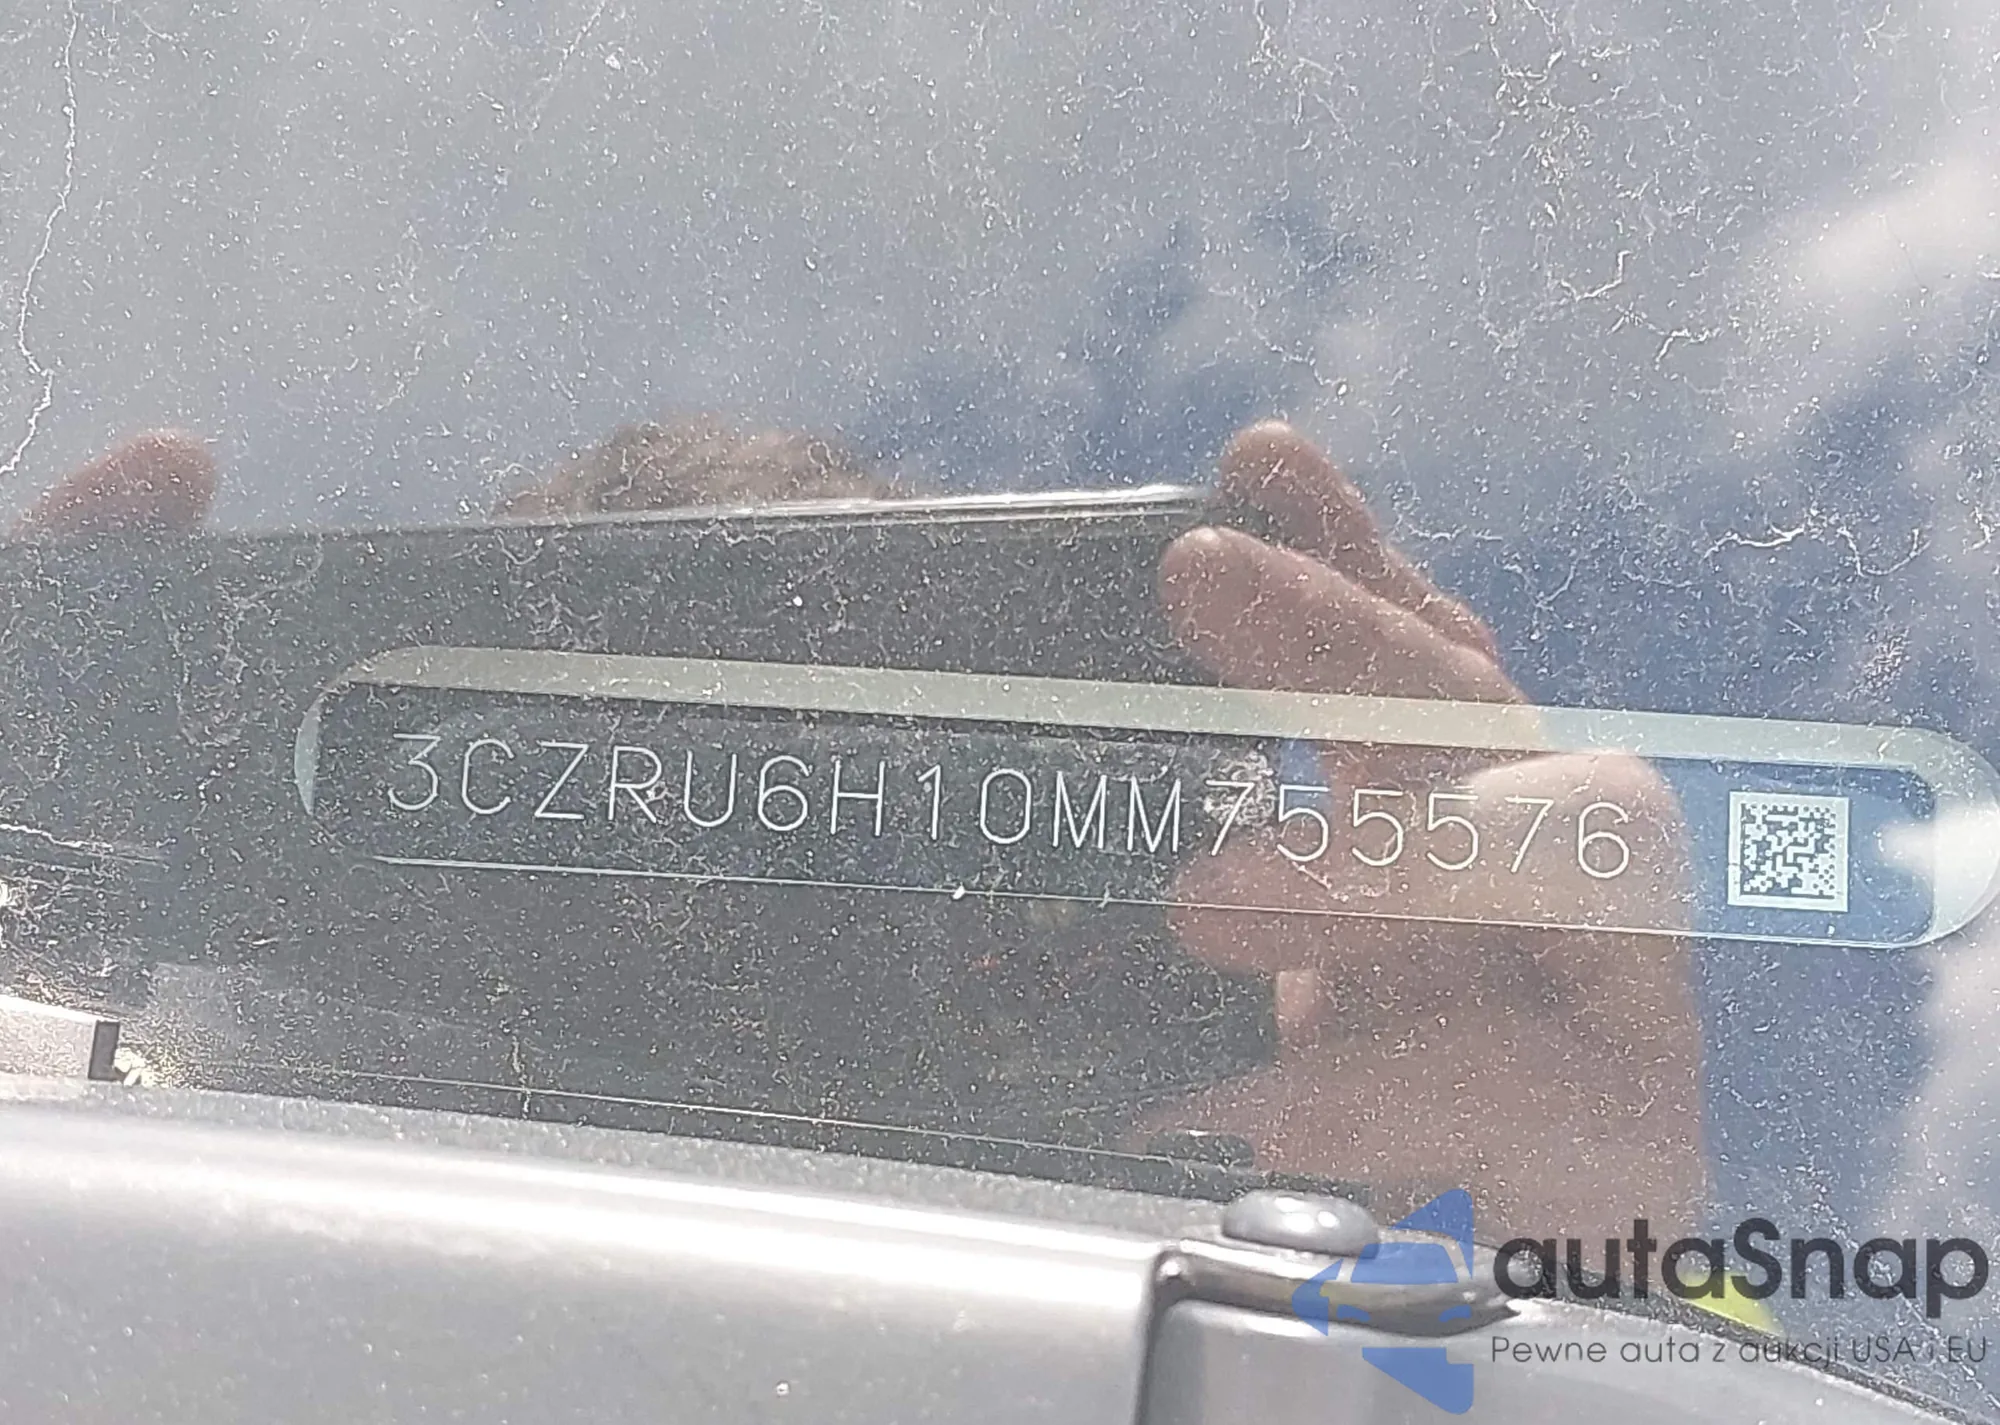 3CZRU6H10MM755576
autaSnap
Pewne auta z aukcji USA i EU